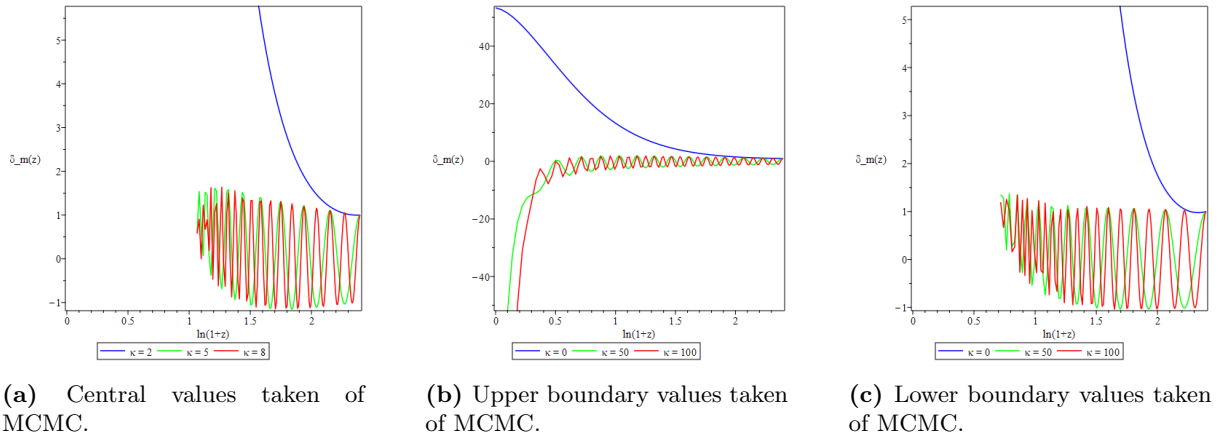 5
4
δ_m(z)
3
2
1
0
−1
0
0.5
1
1.5
2
ln(1+z)
κ = 2
κ = 5
κ = 8
(a) Central values taken of
MCMC.
40
20
δ_m(z)
0
−20
−40
0
0.5
1
1.5
2
ln(1+z)
κ = 0
κ = 50
κ = 100
(b) Upper boundary values taken
of MCMC.
5
4
δ_m(z)
3
2
1
0
−1
0
0.5
1
1.5
2
ln(1+z)
κ = 0
κ = 50
κ = 100
(c) Lower boundary values taken
of MCMC.